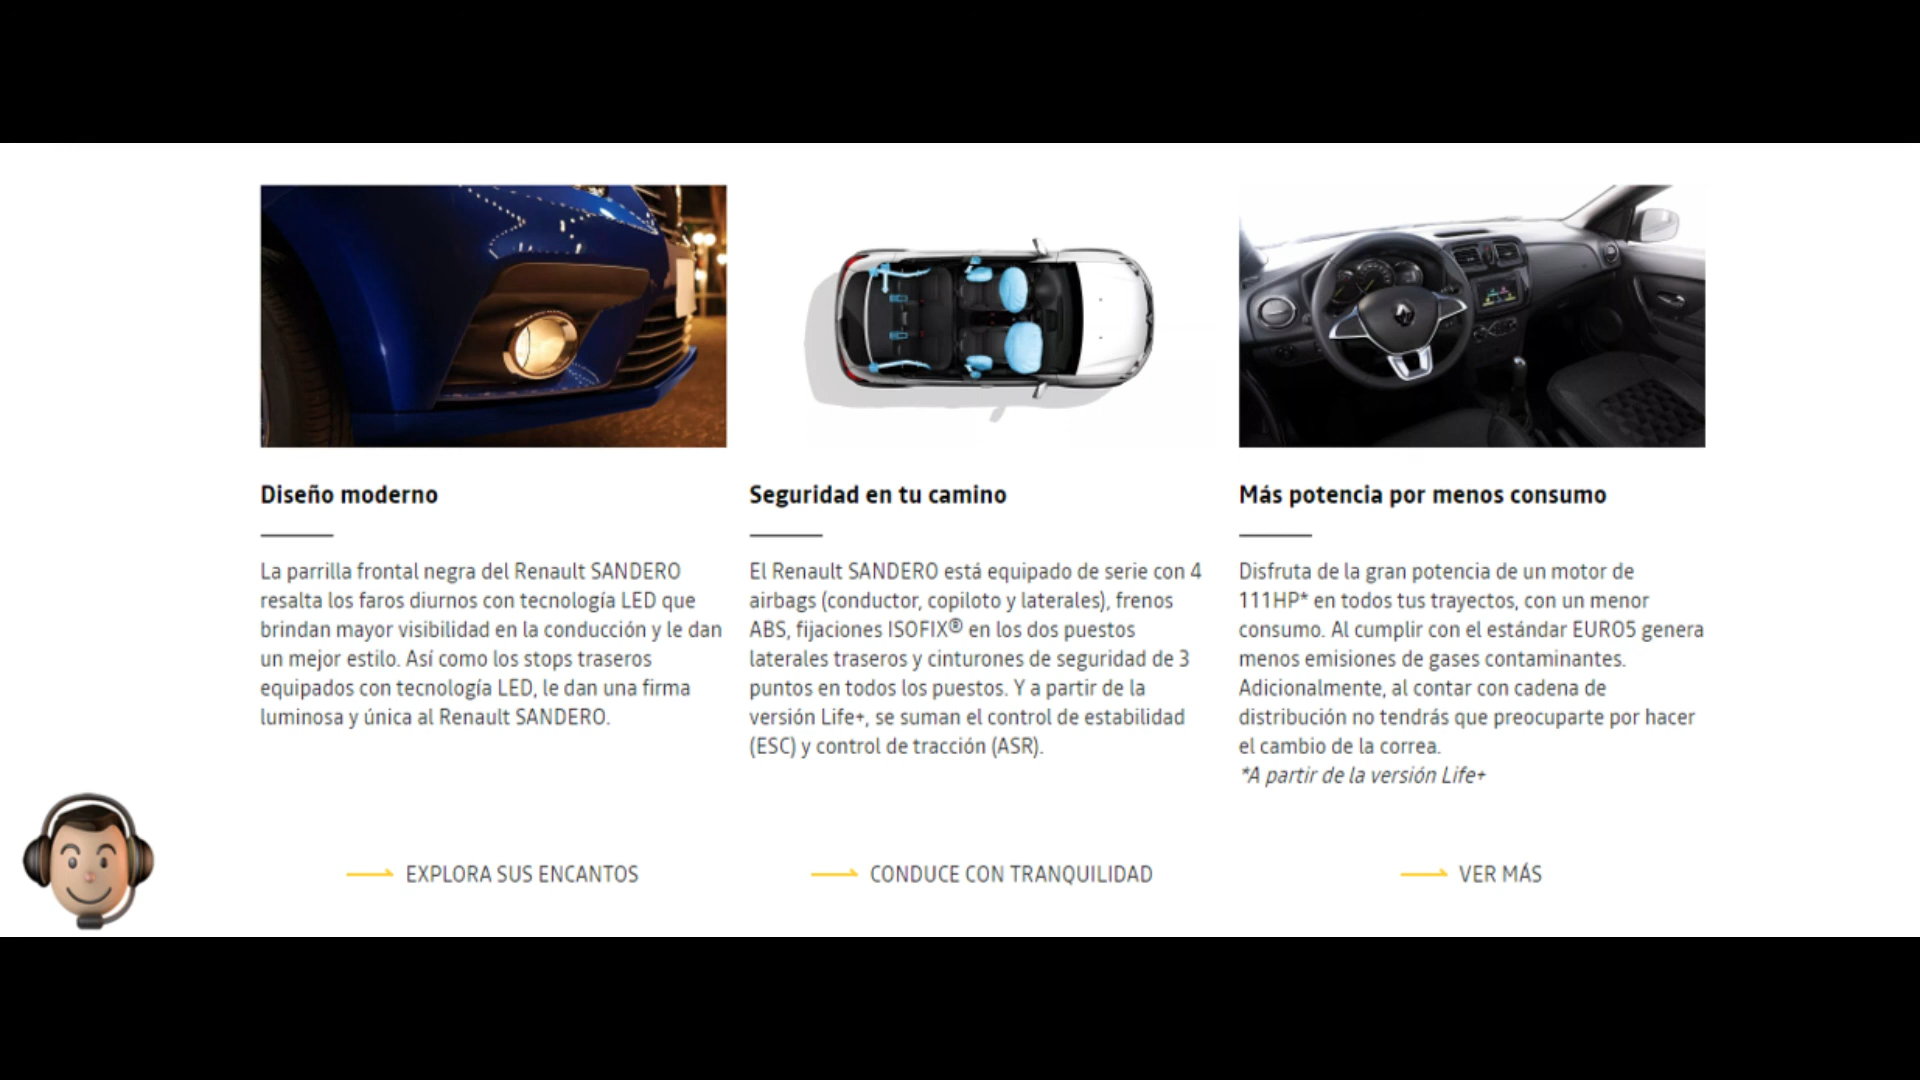 Diseño moderno
La parrilla frontal negra del Renault SANDERO
resalta los faros diurnos con tecnología LED que
brindan mayor visibilidad en la conducción y le dan
un mejor estilo. Así como los stops traseros
equipados con tecnología LED, le dan una firma
luminosa y única al Renault SANDERO.
EXPLORA SUS ENCANTOS
Seguridad en tu camino
El Renault SANDERO está equipado de serie con 4
airbags (conductor, copiloto y laterales), frenos
ABS, fijaciones ISOFIX® en los dos puestos
laterales traseros y cinturones de seguridad de 3
puntos en todos los puestos. Y a partir de la
versión Life+, se suman el control de estabilidad
(ESC) y control de tracción (ASR).
CONDUCE CON TRANQUILIDAD
Más potencia por menos consumo
Disfruta de la gran potencia de un motor de
111HP* en todos tus trayectos, con un menor
consumo. Al cumplir con el estándar EURO5 genera
menos emisiones de gases contaminantes.
Adicionalmente, al contar con cadena de
distribución no tendrás que preocuparte por hacer
el cambio de la correa.
*A partir de la versión Life+
VER MÁS